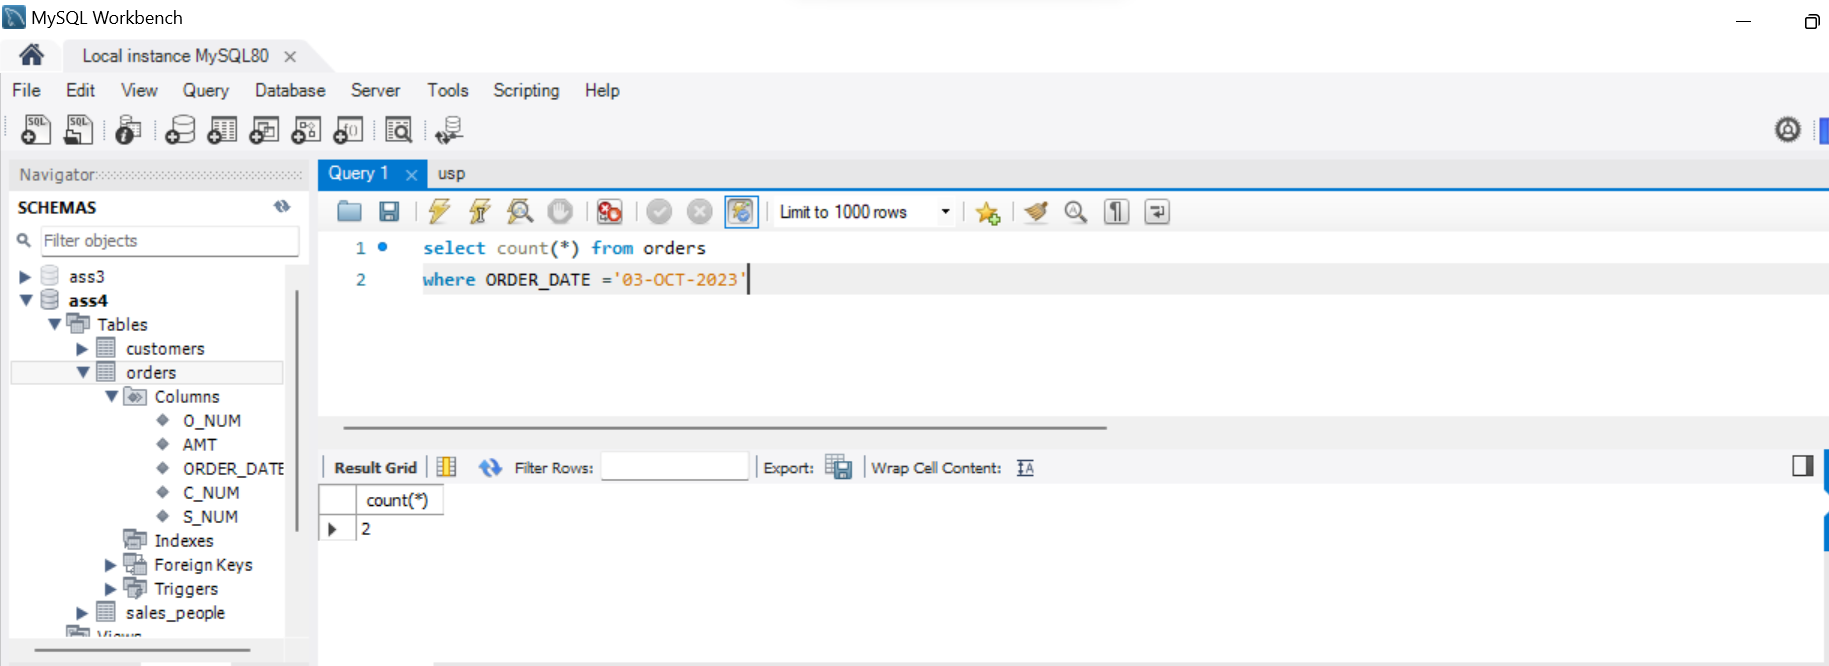 MySQL Workbench
Local instance MySQL80
File Edit View Query Database Server Tools Scripting Help
Navigator
SCHEMAS
Filter objects
ass3
ass4
Tables
customers
orders
Columns
O_NUM
AMT
ORDER_DATE
C_NUM
S_NUM
Indexes
Foreign Keys
Triggers
sales_people
Views
Query 1 usp
Limit to 1000 rows
1 select count(*) from orders
2 where ORDER_DATE ='03-OCT-2023'
Result Grid Filter Rows: Export: Wrap Cell Content:
count(*)
2